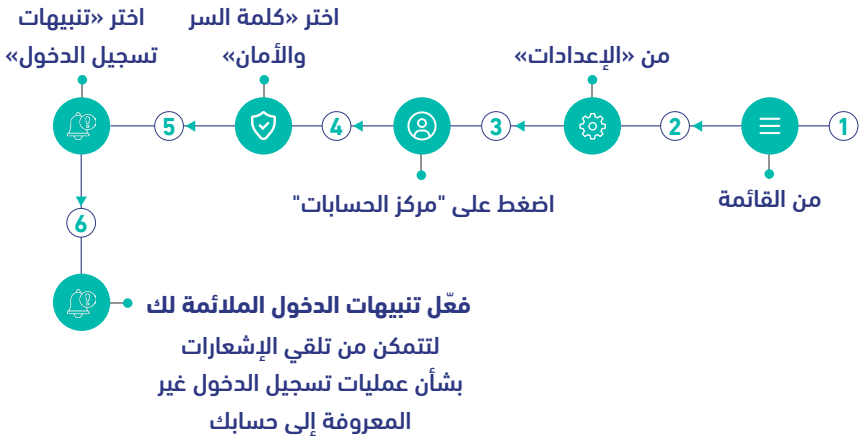 1
من القائمة
2
من «الإعدادات»
3
اضغط على "مركز الحسابات"
4
اختر «كلمة السر
والأمان»
5
اختر «تنبيهات
تسجيل الدخول»
6
فعّل تنبيهات الدخول الملائمة لك
لتتمكن من تلقي الإشعارات
بشأن عمليات تسجيل الدخول غير
المعروفة إلى حسابك